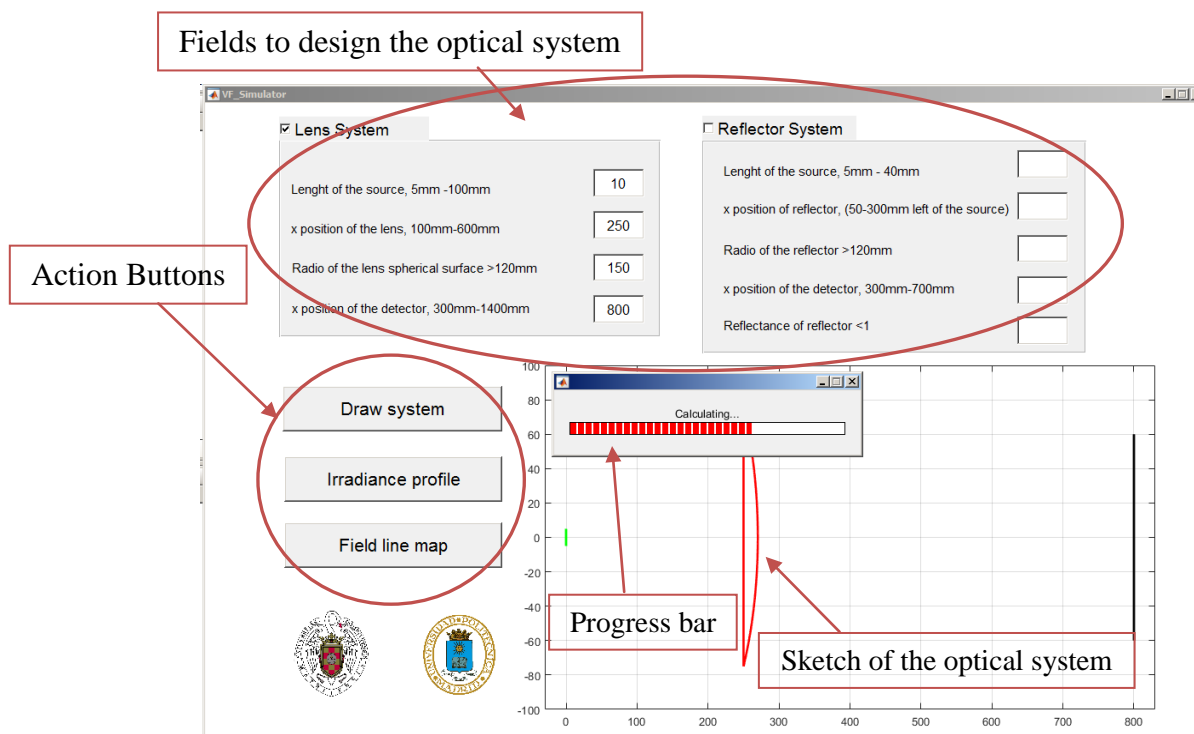 Fields to design the optical system
VF_Simulator
Lens System
Reflector System
Lenght of the source, 5mm -100mm
10
x position of the lens, 100mm-600mm
250
Radio of the lens spherical surface >120mm
150
x position of the detector, 300mm-1400mm
800
Lenght of the source, 5mm - 40mm
x position of reflector, (50-300mm left of the source)
Radio of the reflector >120mm
x position of the detector, 300mm-700mm
Reflectance of reflector <1
Action Buttons
Draw system
Irradiance profile
Field line map
Calculating...
100
80
60
40
20
0
-20
-40
-60
-80
-100
0 100 200 300 400 500 600 700 800
Progress bar
Sketch of the optical system
UNIVERSIDAD POLITECNICA
MADRID